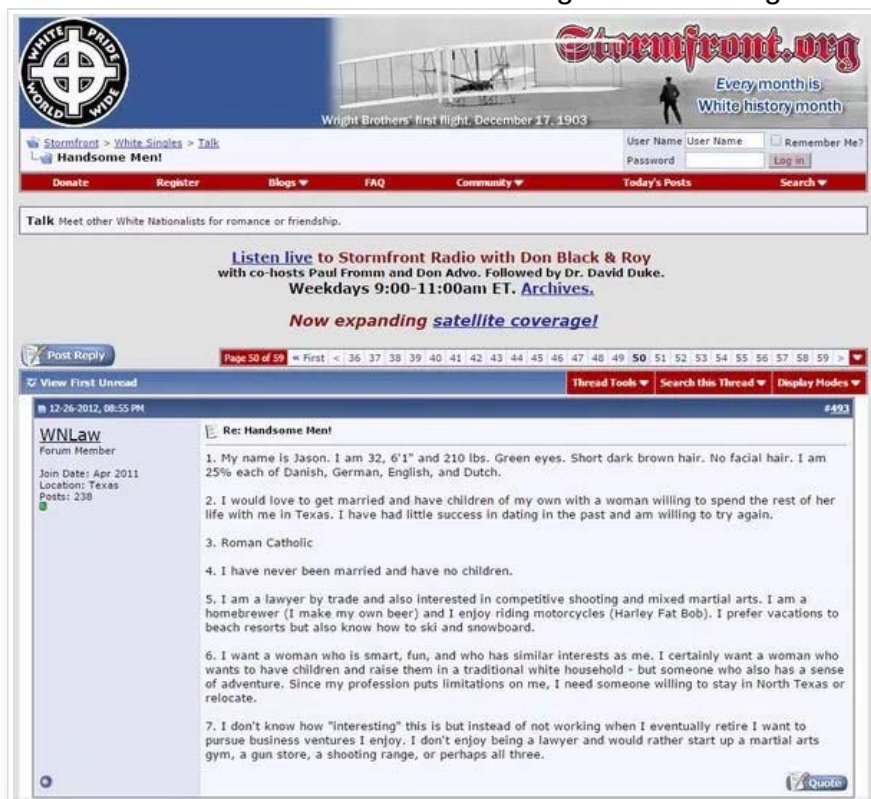 WHITE PRIDE
WORLD WIDE
Stormfront.org
Every month is
White history month
Wright Brothers' first flight, December 17, 1903
Stormfront > White Singles > Talk
Handsome Men!
User Name User Name Remember Me?
Password Log in
Donate Register Blogs FAQ Community Today's Posts Search
Talk Meet other White Nationalists for romance or friendship.
Listen live to Stormfront Radio with Don Black & Roy
with co-hosts Paul Fromm and Don Advo. Followed by Dr. David Duke.
Weekdays 9:00-11:00am ET. Archives.
Now expanding satellite coverage!
Post Reply
Page 50 of 59 « First < 36 37 38 39 40 41 42 43 44 45 46 47 48 49 50 51 52 53 54 55 56 57 58 59 >
View First Unread Thread Tools Search this Thread Display Modes
12-26-2012, 08:55 PM #493
WNLaw
Forum Member
Join Date: Apr 2011
Location: Texas
Posts: 238
Re: Handsome Men!
1. My name is Jason. I am 32, 6'1" and 210 lbs. Green eyes. Short dark brown hair. No facial hair. I am
25% each of Danish, German, English, and Dutch.
2. I would love to get married and have children of my own with a woman willing to spend the rest of her
life with me in Texas. I have had little success in dating in the past and am willing to try again.
3. Roman Catholic
4. I have never been married and have no children.
5. I am a lawyer by trade and also interested in competitive shooting and mixed martial arts. I am a
homebrewer (I make my own beer) and I enjoy riding motorcycles (Harley Fat Bob). I prefer vacations to
beach resorts but also know how to ski and snowboard.
6. I want a woman who is smart, fun, and who has similar interests as me. I certainly want a woman who
wants to have children and raise them in a traditional white household - but someone who also has a sense
of adventure. Since my profession puts limitations on me, I need someone willing to stay in North Texas or
relocate.
7. I don't know how "interesting" this is but instead of not working when I eventually retire I want to
pursue business ventures I enjoy. I don't enjoy being a lawyer and would rather start up a martial arts
gym, a gun store, a shooting range, or perhaps all three.
Quote